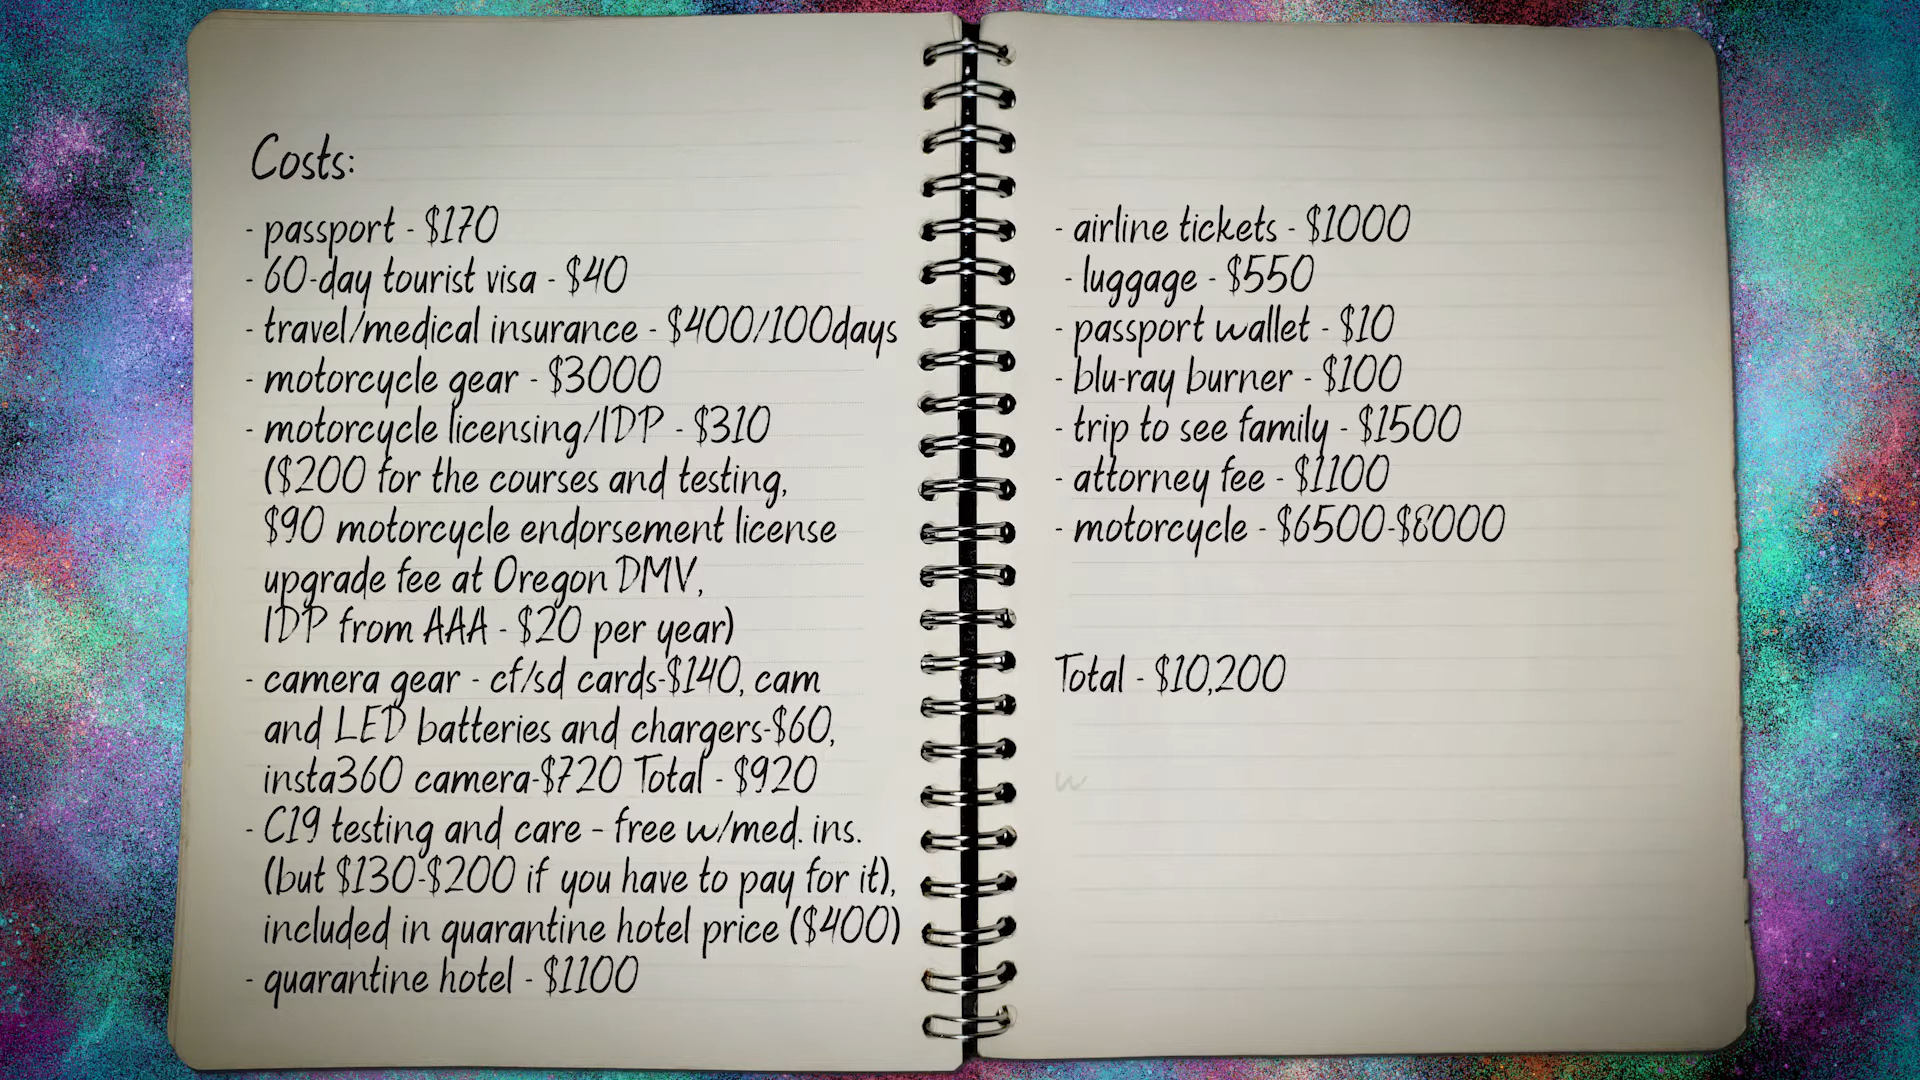 Costs:
- passport - $170
- 60-day tourist visa - $40
- travel/medical insurance - $400/100days
- motorcycle gear - $3000
- motorcycle licensing/IDP - $310
($200 for the courses and testing,
$90 motorcycle endorsement license
upgrade fee at Oregon DMV,
IDP from AAA - $20 per year)
- camera gear - cf/sd cards-$140, cam
and LED batteries and chargers-$60,
insta360 camera-$720 Total - $920
- C19 testing and care - free w/med. ins.
(but $130-$200 if you have to pay for it),
included in quarantine hotel price ($400)
- quarantine hotel - $1100
- airline tickets - $1000
- luggage - $550
- passport wallet - $10
- blu-ray burner - $100
- trip to see family - $1500
- attorney fee - $1100
- motorcycle - $6500-$8000
Total - $10,200
w